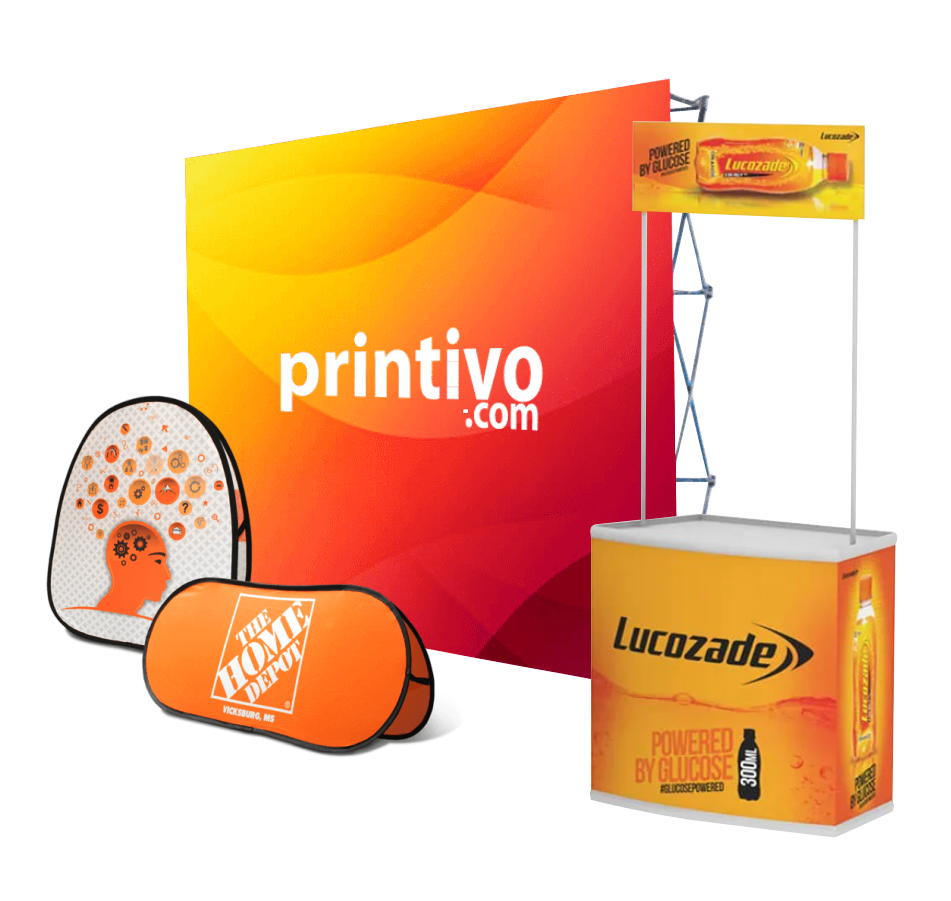 printivo
.com
POWERED
BY GLUCOSE
Lucozade
Lucozade
THE
HOME
DEPOT
®
VICKSBURG, MS
$
?
Lucozade
POWERED
BY GLUCOSE
#GLUCOSEPOWERED
300ML
Lucozade
POWERED
BY GLUCOSE